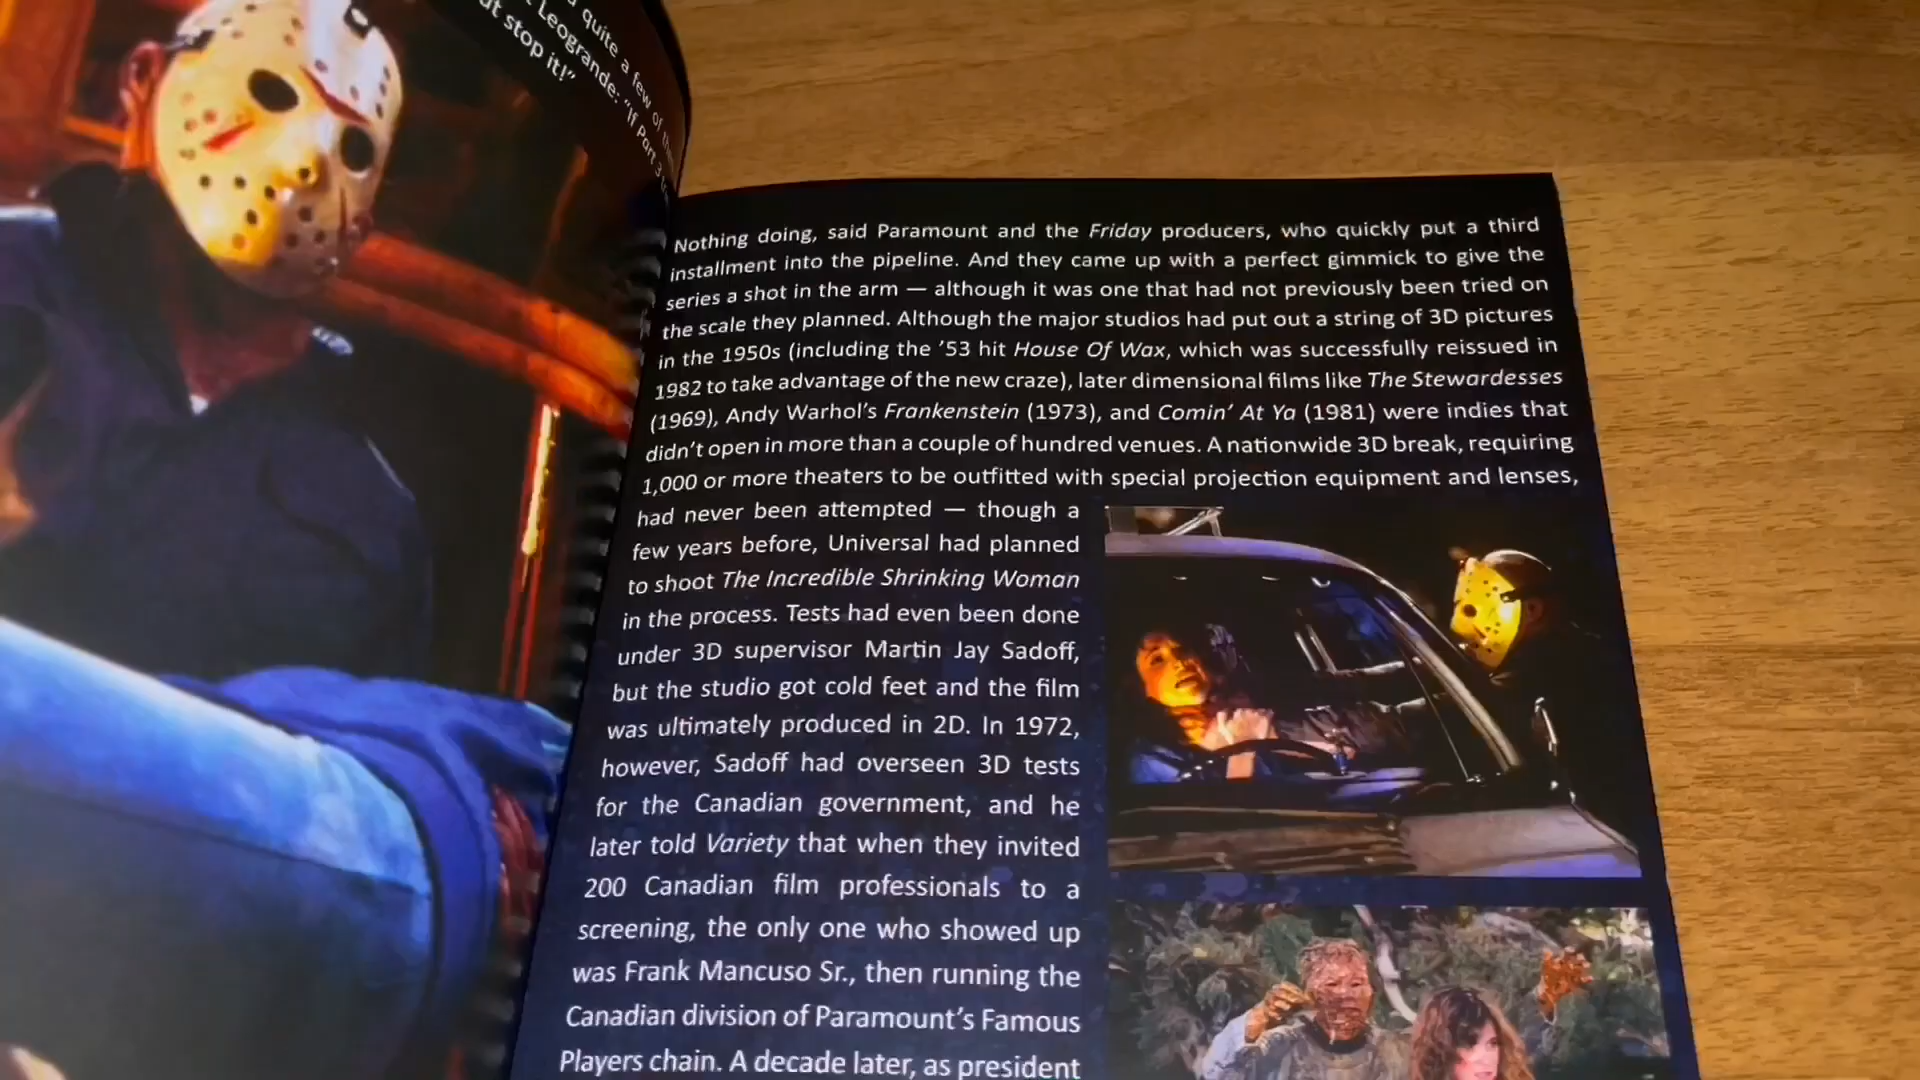 quite a few of
Leogrande: "If Part 3
stop it!"
Nothing doing, said Paramount and the Friday producers, who quickly put a third
installment into the pipeline. And they came up with a perfect gimmick to give the
series a shot in the arm — although it was one that had not previously been tried on
the scale they planned. Although the major studios had put out a string of 3D pictures
in the 1950s (including the '53 hit House Of Wax, which was successfully reissued in
1982 to take advantage of the new craze), later dimensional films like The Stewardesses
(1969), Andy Warhol's Frankenstein (1973), and Comin' At Ya (1981) were indies that
didn't open in more than a couple of hundred venues. A nationwide 3D break, requiring
1,000 or more theaters to be outfitted with special projection equipment and lenses,
had never been attempted — though a
few years before, Universal had planned
to shoot The Incredible Shrinking Woman
in the process. Tests had even been done
under 3D supervisor Martin Jay Sadoff,
but the studio got cold feet and the film
was ultimately produced in 2D. In 1972,
however, Sadoff had overseen 3D tests
for the Canadian government, and he
later told Variety that when they invited
200 Canadian film professionals to a
screening, the only one who showed up
was Frank Mancuso Sr., then running the
Canadian division of Paramount's Famous
Players chain. A decade later, as president